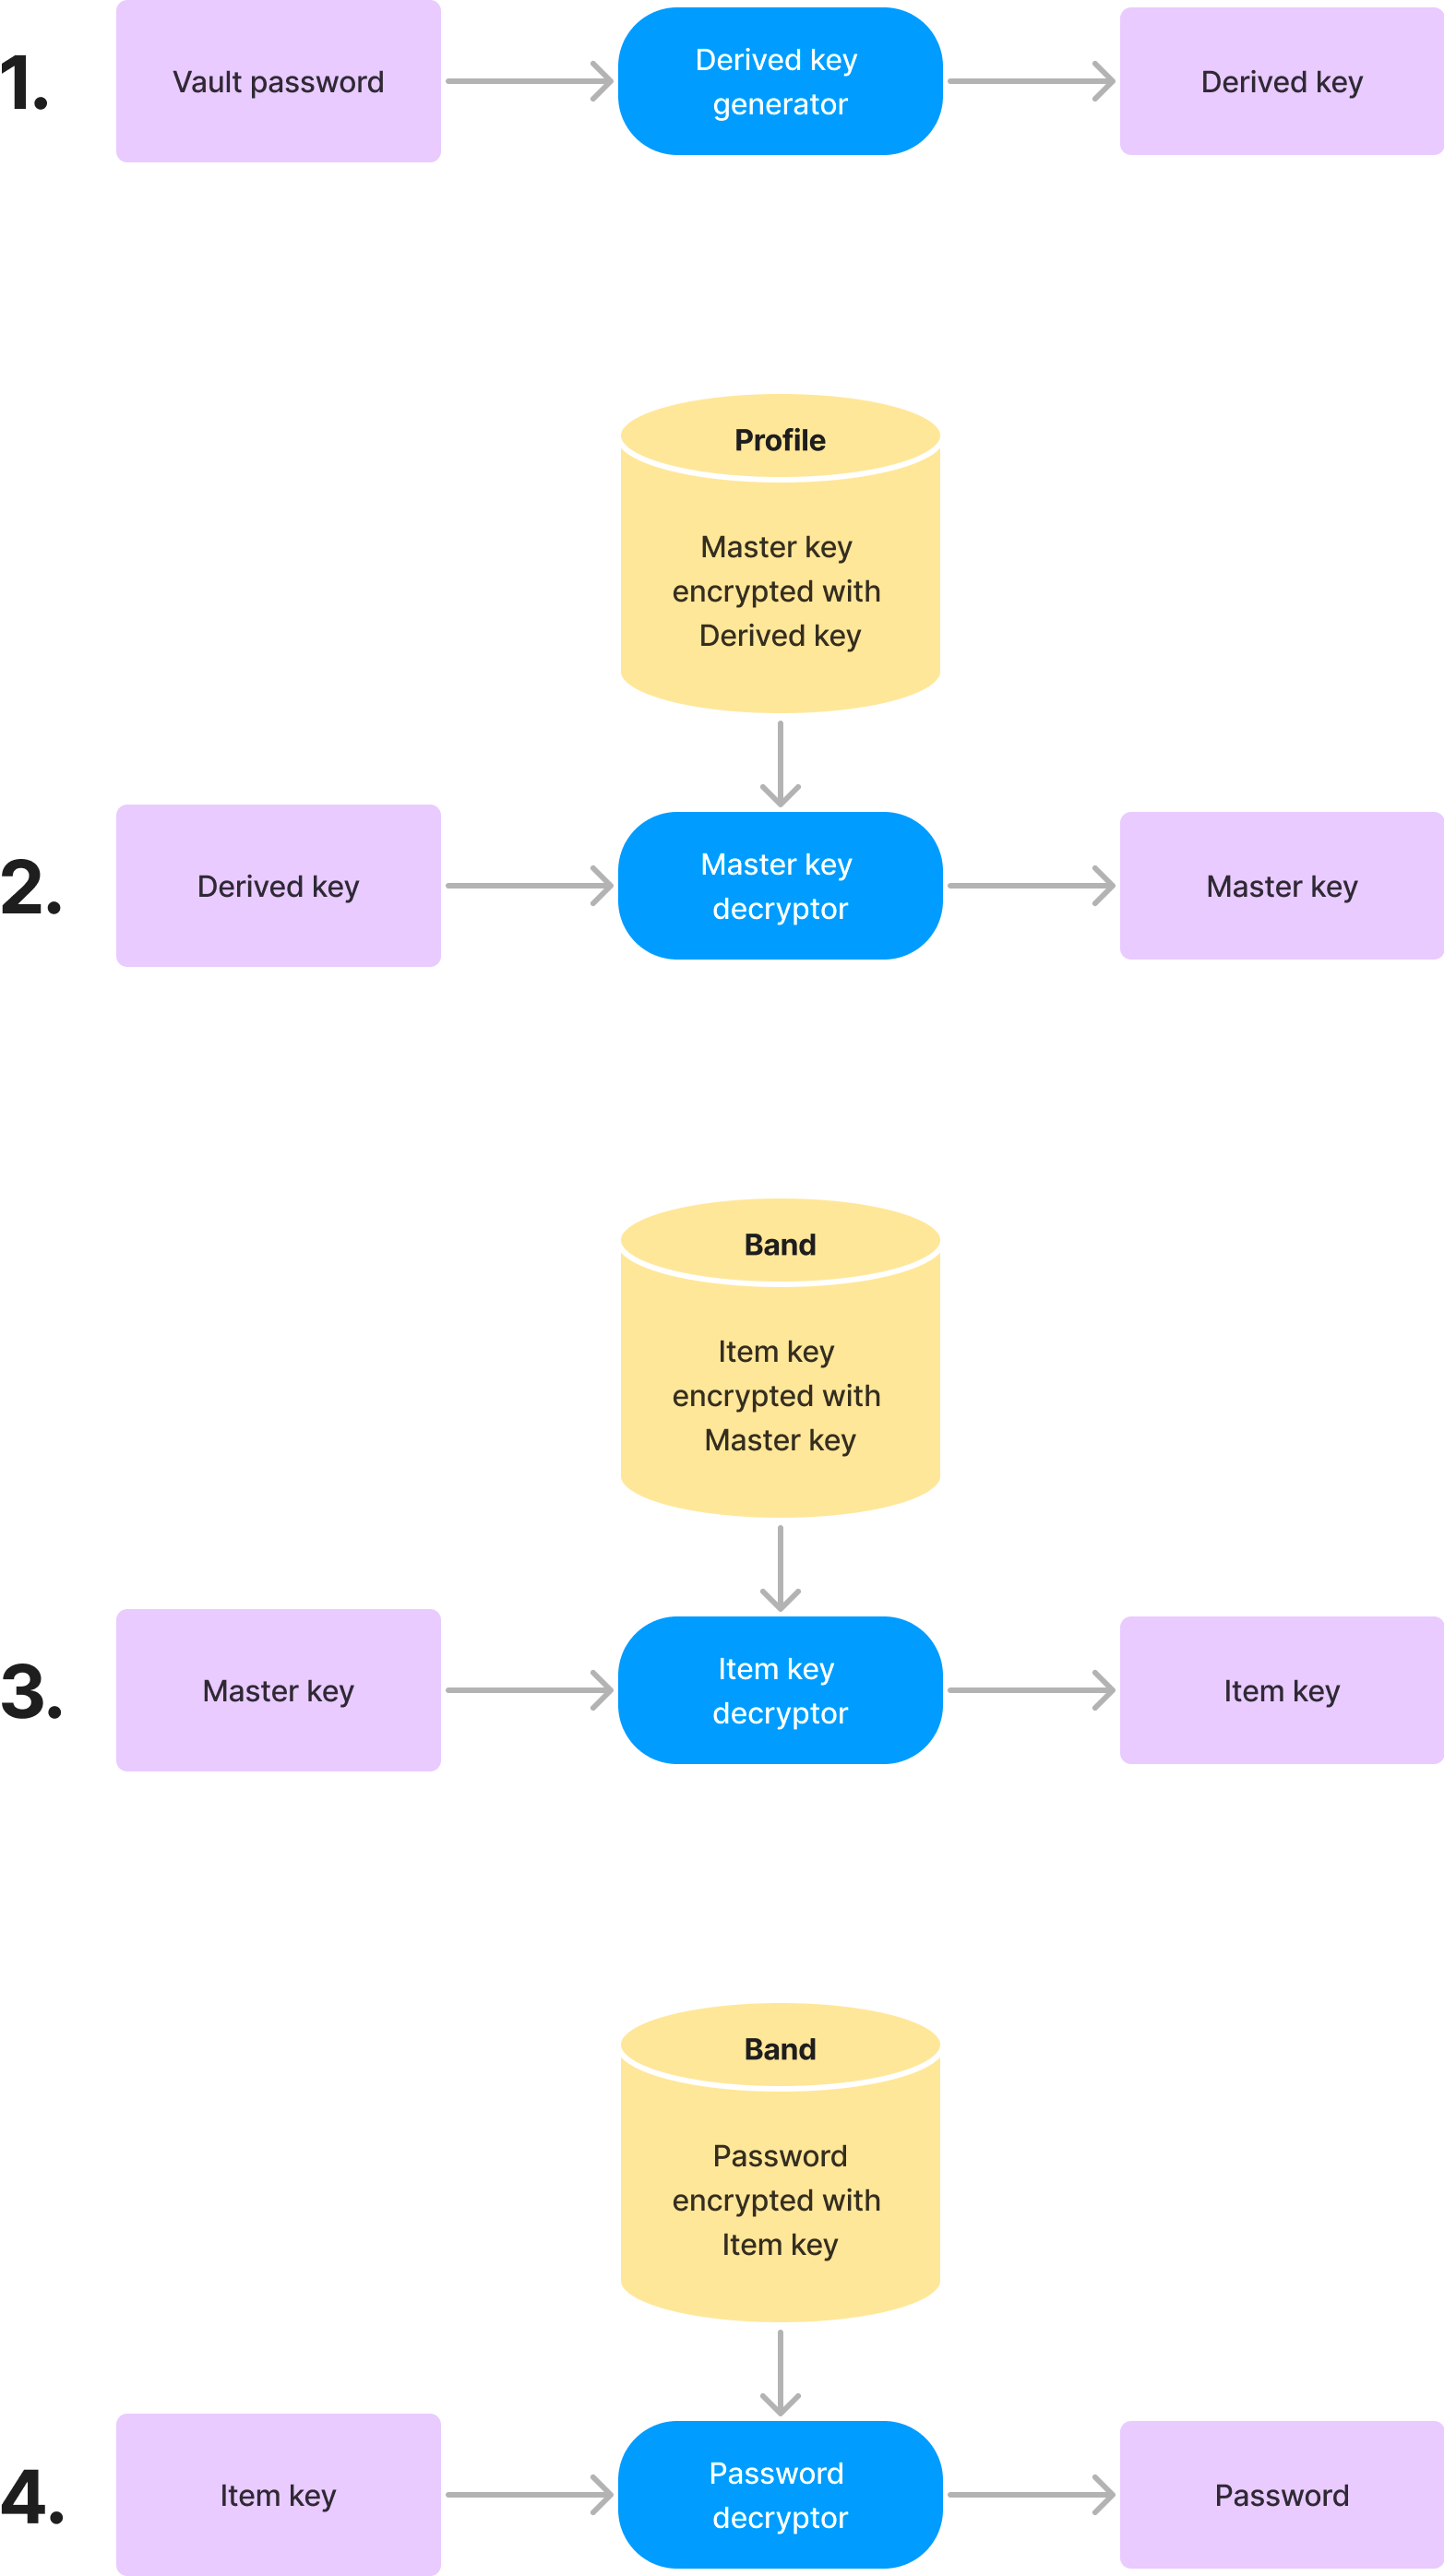 1.
Vault password
Derived key
generator
Derived key
Profile
Master key
encrypted with
Derived key
2.
Derived key
Master key
decryptor
Master key
Band
Item key
encrypted with
Master key
3.
Master key
Item key
decryptor
Item key
Band
Password
encrypted with
Item key
4.
Item key
Password
decryptor
Password